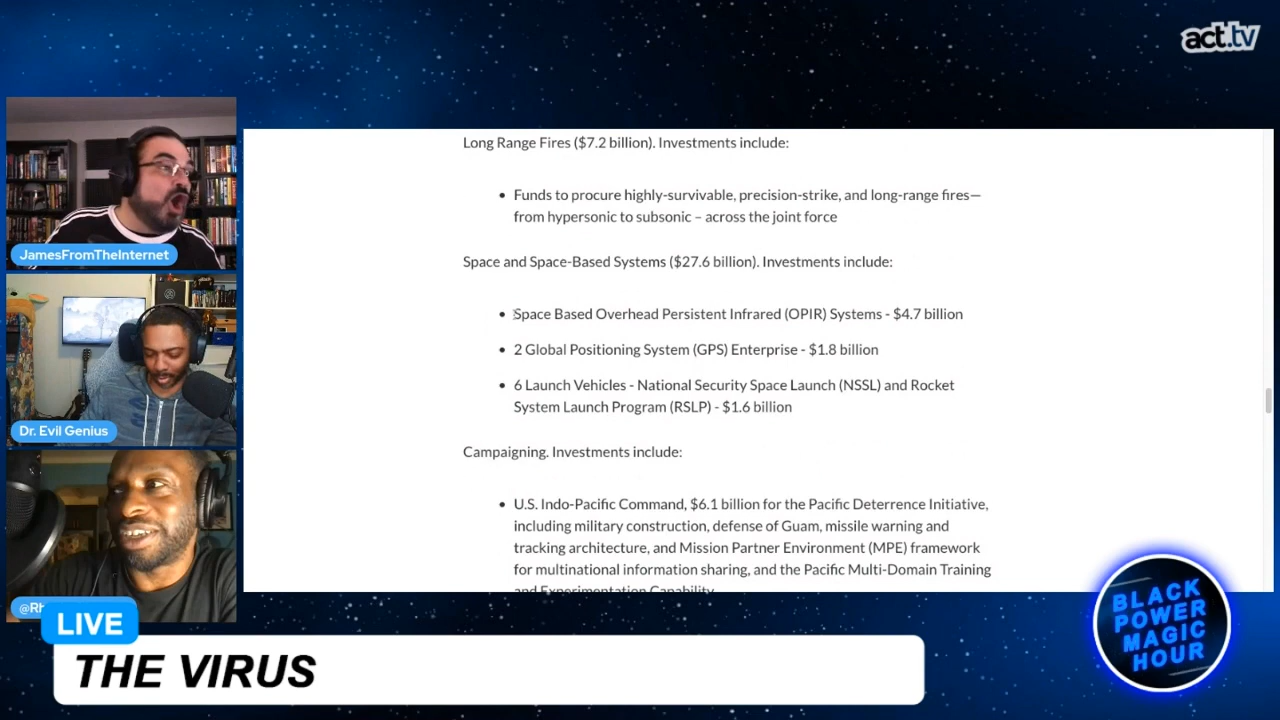 act.tv
Long Range Fires ($7.2 billion). Investments include:
• Funds to procure highly-survivable, precision-strike, and long-range fires—
from hypersonic to subsonic – across the joint force
Space and Space-Based Systems ($27.6 billion). Investments include:
• Space Based Overhead Persistent Infrared (OPIR) Systems - $4.7 billion
• 2 Global Positioning System (GPS) Enterprise - $1.8 billion
• 6 Launch Vehicles - National Security Space Launch (NSSL) and Rocket
System Launch Program (RSLP) - $1.6 billion
Campaigning. Investments include:
• U.S. Indo-Pacific Command, $6.1 billion for the Pacific Deterrence Initiative,
including military construction, defense of Guam, missile warning and
tracking architecture, and Mission Partner Environment (MPE) framework
for multinational information sharing, and the Pacific Multi-Domain Training
and Experimentation Capability
JamesFromTheInternet
Dr. Evil Genius
LIVE
THE VIRUS
BLACK
POWER
MAGIC
HOUR